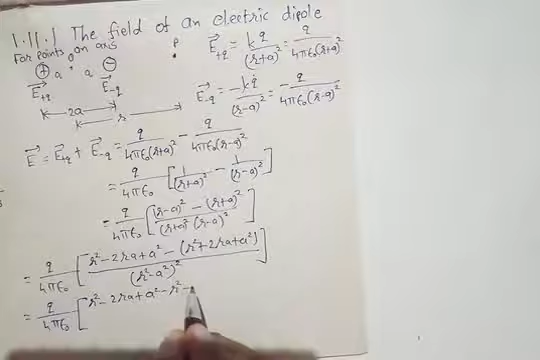 1.11.1 The field of an electric dipole
For points on axis
+ a o a − p
E⃗+q E⃗-q
k— 2a —>
k— r —>
E⃗+q = kq/(r+a)² = q/4πε₀(r+a)²
E⃗-q = -kq/(r-a)² = -q/4πε₀(r-a)²
E⃗ = E⃗+q + E⃗-q = q/4πε₀(r+a)² - q/4πε₀(r-a)²
= q/4πε₀ [1/(r+a)² - 1/(r-a)²]
= q/4πε₀ [(r-a)² - (r+a)²/(r+a)² (r-a)²]
= q/4πε₀ [r² - 2ra + a² - (r² + 2ra + a²)/(r² - a²)²]
= q/4πε₀ [r² - 2ra + a² - r² -